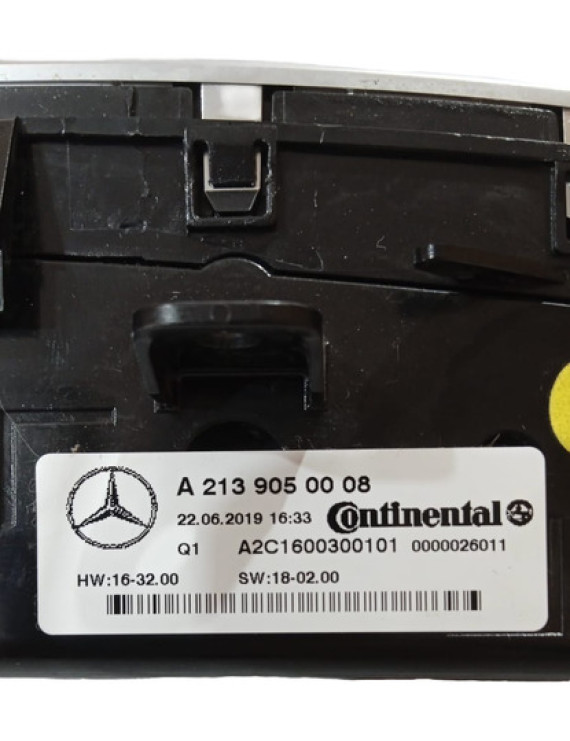 A 213 905 00 08
22.06.2019 16:33 Continental
Q1 A2C1600300101 0000026011
HW:16-32.00 SW:18-02.00